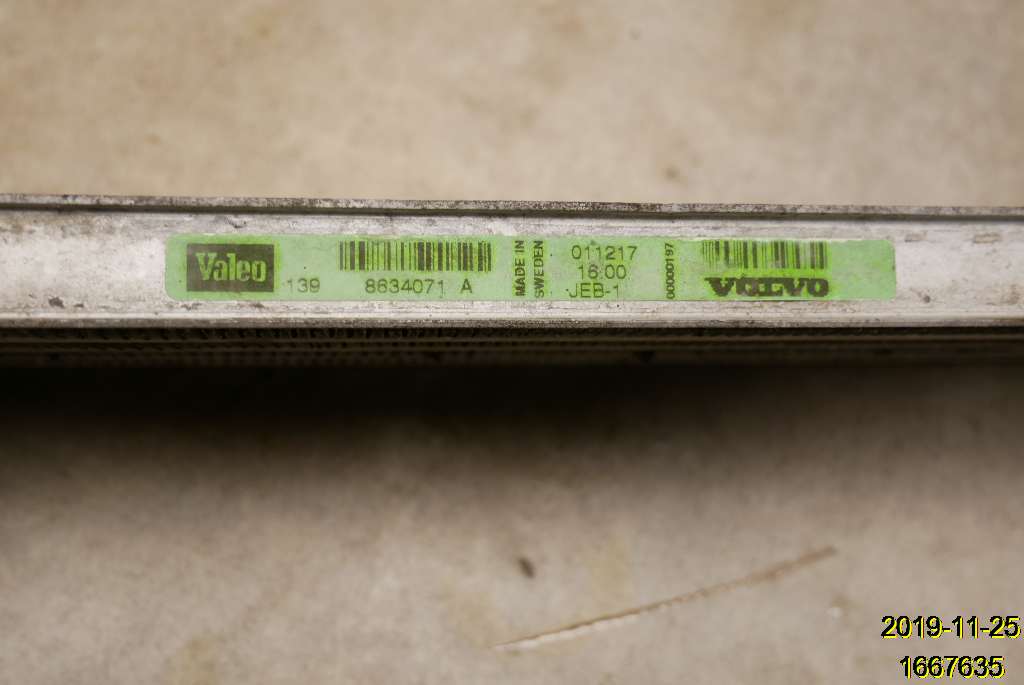 Valeo
139
8634071 A
MADE IN
SWEDEN
011217
16:00
JEB-1
00000197
VOLVO
2019-11-25
1667635